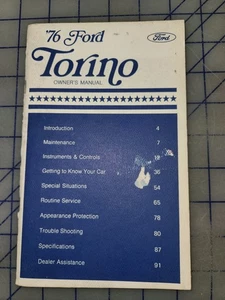 '76 Ford
Ford
Torino
OWNER'S MANUAL
Introduction 4
Maintenance 7
Instruments & Controls
Getting to Know Your Car 36
Special Situations 54
Routine Service 65
Appearance Protection 78
Trouble Shooting 80
Specifications 87
Dealer Assistance 91